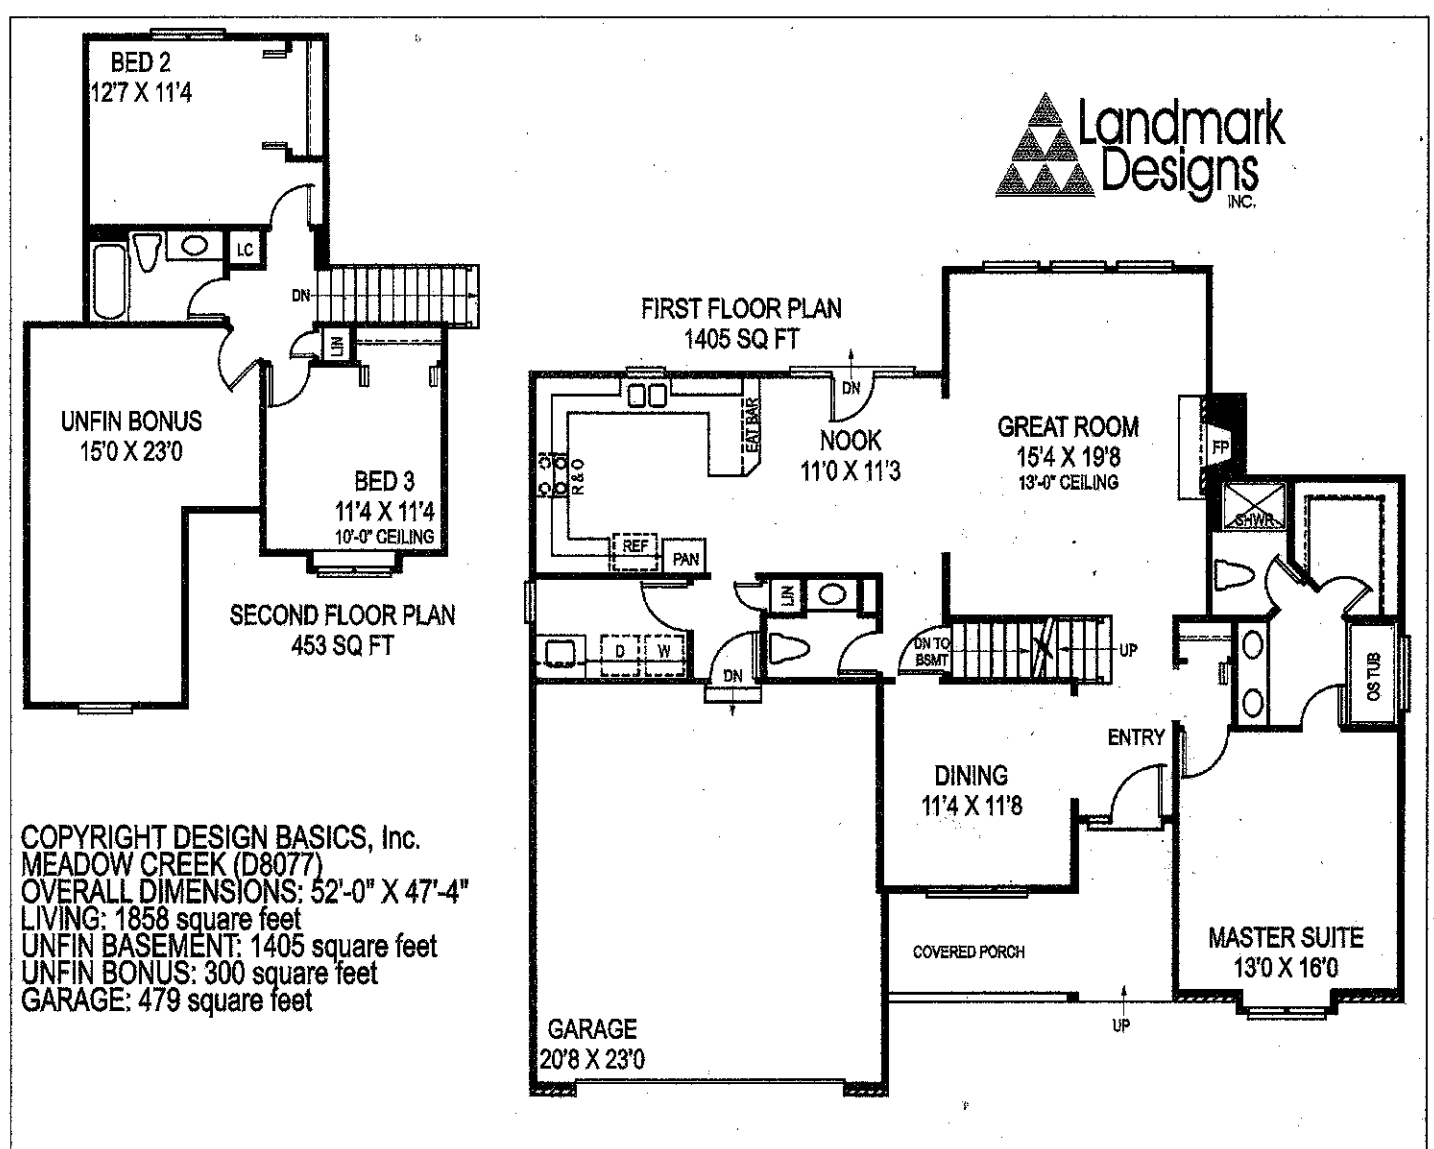 BED 2
12'7 X 11'4
LC
DN
LIN
UNFIN BONUS
15'0 X 23'0
BED 3
11'4 X 11'4
10'-0" CEILING
SECOND FLOOR PLAN
453 SQ FT
Landmark
Designs
INC.
FIRST FLOOR PLAN
1405 SQ FT
DN
EAT BAR
NOOK
11'0 X 11'3
R & O
REF
PAN
GREAT ROOM
15'4 X 19'8
13'-0" CEILING
FP
SHWR
LIN
D
W
DN
DN TO
BSMT
UP
OS TUB
ENTRY
DINING
11'4 X 11'8
MASTER SUITE
13'0 X 16'0
COVERED PORCH
UP
GARAGE
20'8 X 23'0
COPYRIGHT DESIGN BASICS, Inc.
MEADOW CREEK (D8077)
OVERALL DIMENSIONS: 52'-0" X 47'-4"
LIVING: 1858 square feet
UNFIN BASEMENT: 1405 square feet
UNFIN BONUS: 300 square feet
GARAGE: 479 square feet